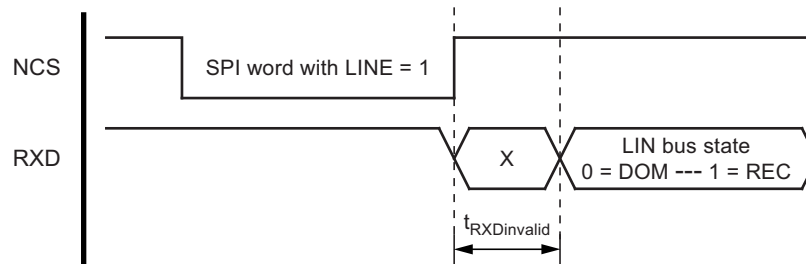 NCS
SPI word with LINE = 1
RXD
X
LIN bus state
0 = DOM --- 1 = REC
tRXDinvalid